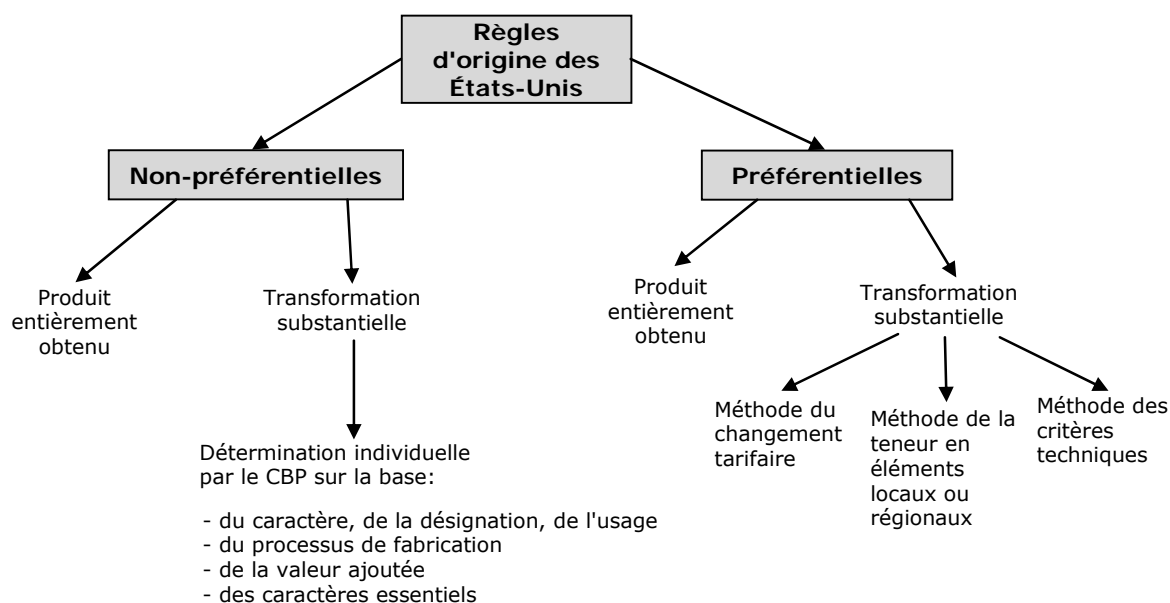 Règles
d'origine des
États-Unis
Non-préférentielles
Préférentielles
Produit
entièrement
obtenu
Transformation
substantielle
Produit
entièrement
obtenu
Transformation
substantielle
Détermination individuelle
par le CBP sur la base:
- du caractère, de la désignation, de l'usage
- du processus de fabrication
- de la valeur ajoutée
- des caractères essentiels
Méthode du
changement
tarifaire
Méthode de la
teneur en
éléments
locaux ou
régionaux
Méthode des
critères
techniques